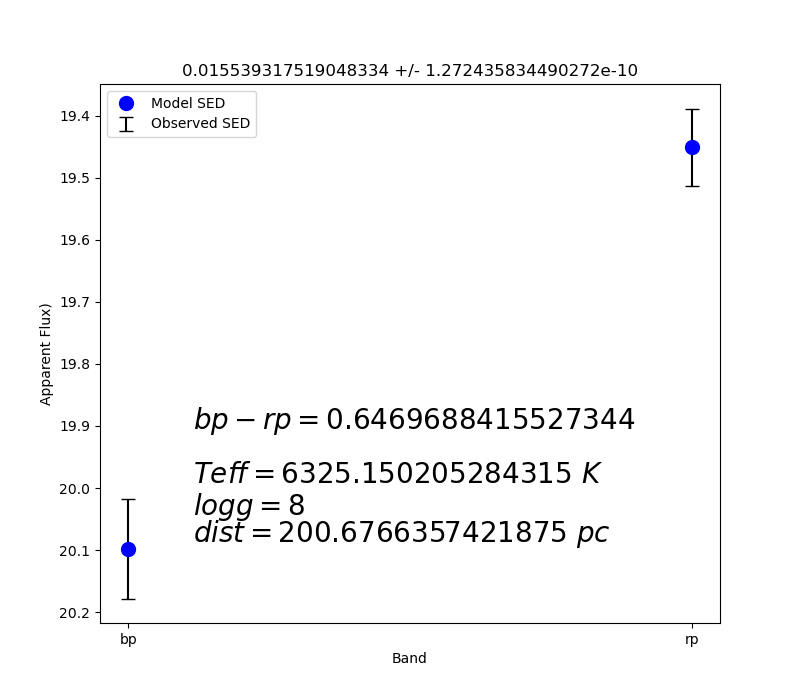 0.015539317519048334 +/- 1.272435834490272e-10
Model SED
Observed SED
19.4
19.5
19.6
19.7
19.8
19.9
20.0
20.1
20.2
Apparent Flux)
bp − rp = 0.6469688415527344
Teff = 6325.150205284315 K
logg = 8
dist = 200.6766357421875 pc
bp
rp
Band